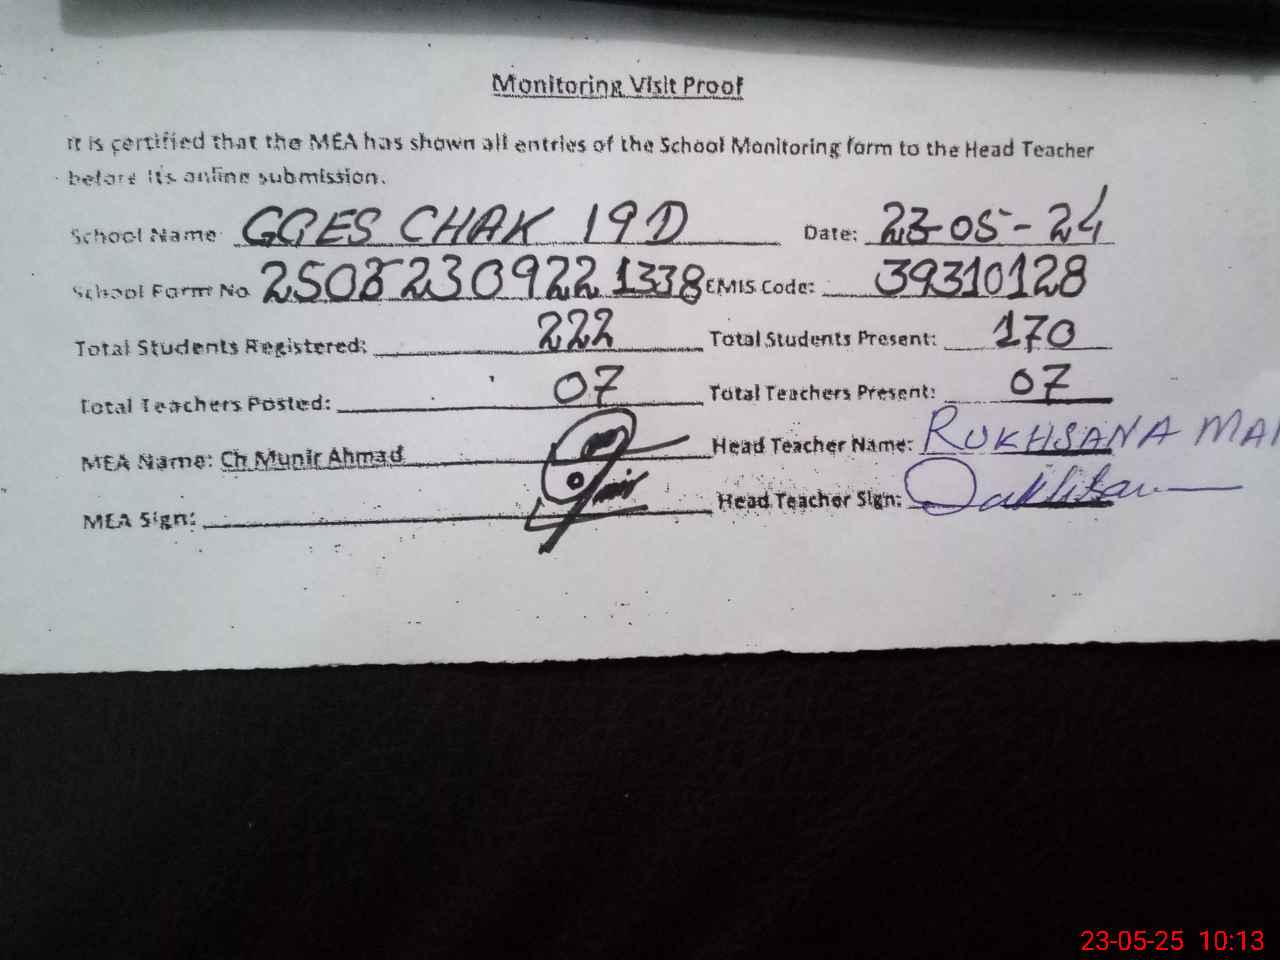 Monitoring Visit Proof
It is certified that the MEA has shown all entries of the School Monitoring form to the Head Teacher
before its online submission.
School Name GGES CHAK 19D Date: 23-05-24
School Form No 25052309221338 EMIS Code: 39310128
Total Students Registered: 222 Total Students Present: 170
Total Teachers Posted: 07 Total Teachers Present: 07
MEA Name: Ch Munir Ahmad Head Teacher Name: RUKHSANA
MEA Sign: Head Teacher Sign:
23-05-25 10:13